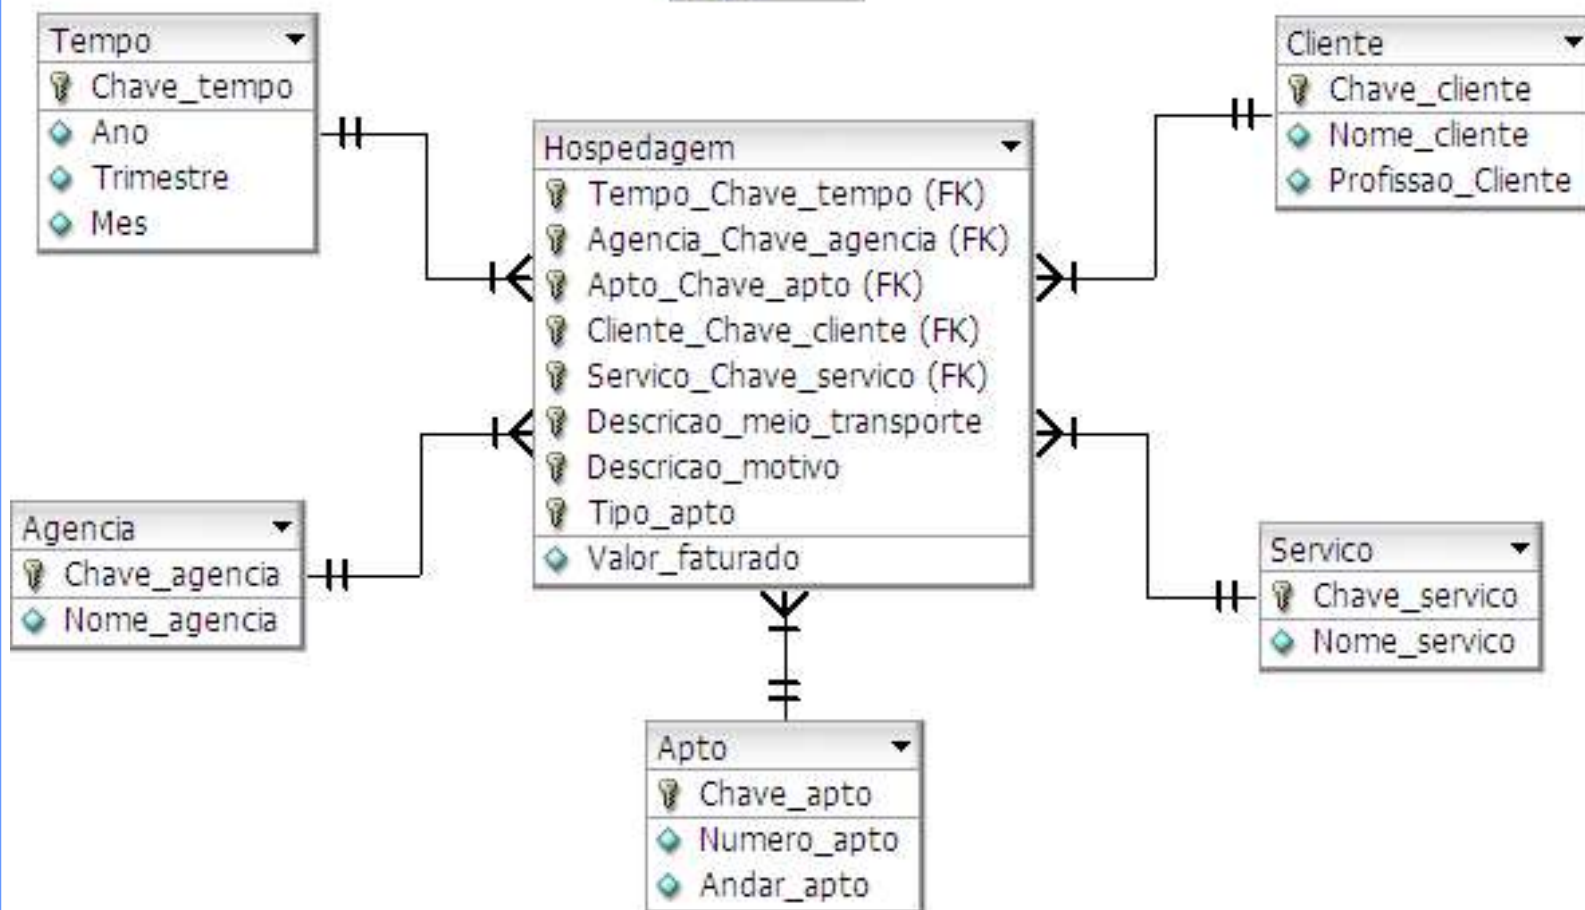 Tempo
Chave_tempo
Ano
Trimestre
Mes
Cliente
Chave_cliente
Nome_cliente
Profissao_Cliente
Hospedagem
Tempo_Chave_tempo (FK)
Agencia_Chave_agencia (FK)
Apto_Chave_apto (FK)
Cliente_Chave_cliente (FK)
Servico_Chave_servico (FK)
Descricao_meio_transporte
Descricao_motivo
Tipo_apto
Valor_faturado
Agencia
Chave_agencia
Nome_agencia
Servico
Chave_servico
Nome_servico
Apto
Chave_apto
Numero_apto
Andar_apto